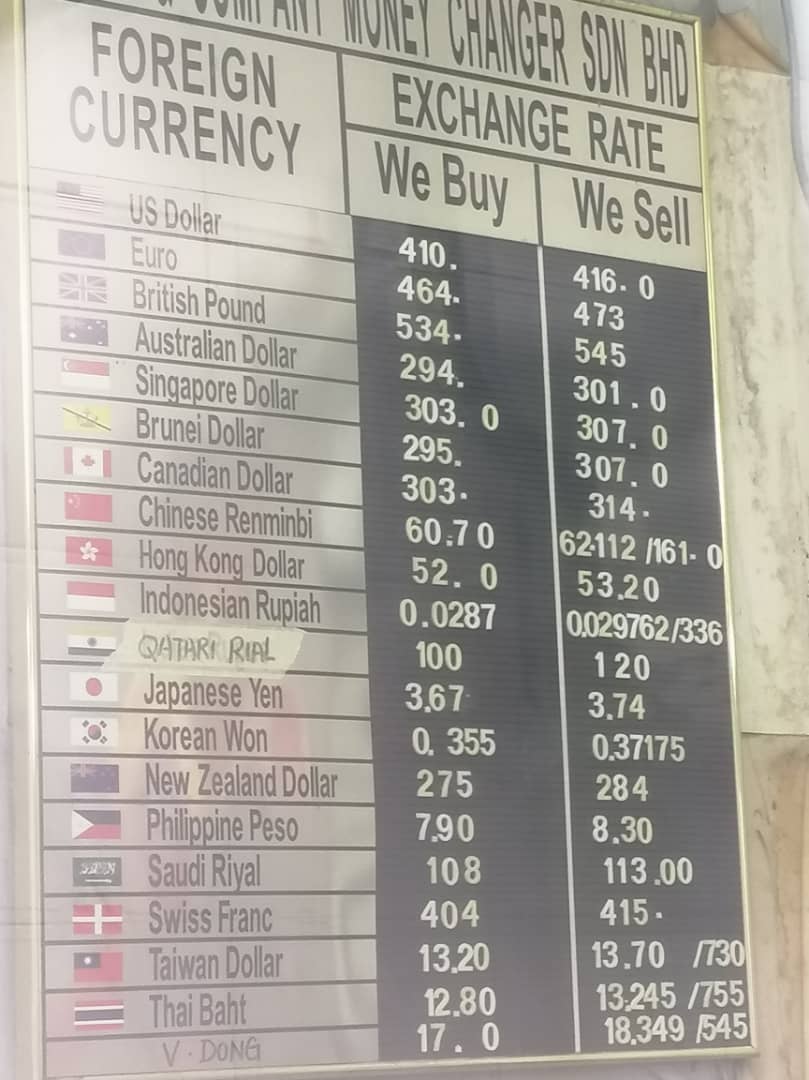 & COMPANY MONEY CHANGER SDN BHD
FOREIGN CURRENCY EXCHANGE RATE
We Buy We Sell
US Dollar 410. 416.0
Euro 464. 473
British Pound 534. 545
Australian Dollar 294. 301.0
Singapore Dollar 303.0 307.0
Brunei Dollar 295. 307.0
Canadian Dollar 303. 314.
Chinese Renminbi 60.70 62.112 /161.0
Hong Kong Dollar 52.0 53.20
Indonesian Rupiah 0.0287 0.029762/336
QATARI RIAL 100 120
Japanese Yen 3.67 3.74
Korean Won 0.355 0.37175
New Zealand Dollar 275 284
Philippine Peso 7.90 8.30
Saudi Riyal 108 113.00
Swiss Franc 404 415.
Taiwan Dollar 13.20 13.70 /730
Thai Baht 12.80 13.245 /755
V. DONG 17.0 18.349 /545